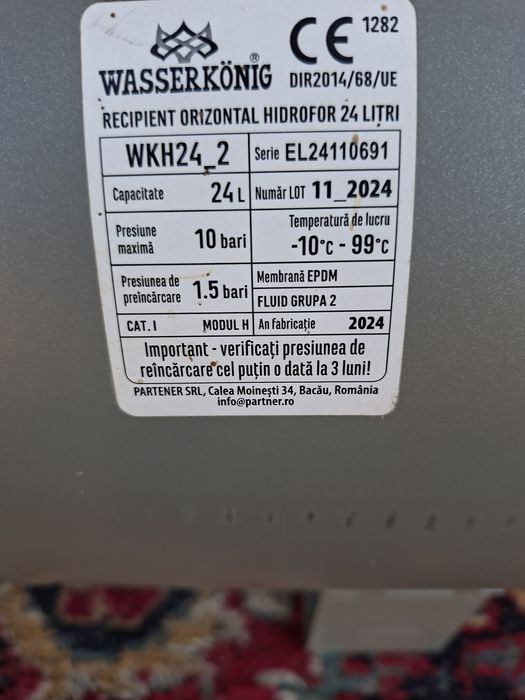 CE 1282
WASSERKÖNIG®
DIR2014/68/UE
RECIPIENT ORIZONTAL HIDROFOR 24 LITRI
WKH24_2 Serie EL24110691
Capacitate 24 L Număr LOT 11_2024
Presiune maximă 10 bari
Temperatură de lucru
-10°C - 99°C
Presiunea de preîncărcare 1.5 bari
Membrană EPDM
FLUID GRUPA 2
CAT. I MODUL H An fabricație 2024
Important - verificați presiunea de
reîncărcare cel puțin o dată la 3 luni!
PARTENER SRL, Calea Moinești 34, Bacău, România
info@partner.ro